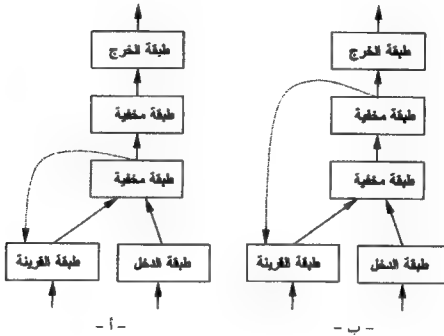 طبقة الخرج
طبقة الخرج
طبقة مخفية
طبقة مخفية
طبقة مخفية
طبقة مخفية
طبقة الدخل
طبقة القرينة
طبقة الدخل
طبقة القرينة
- ب -
- أ -